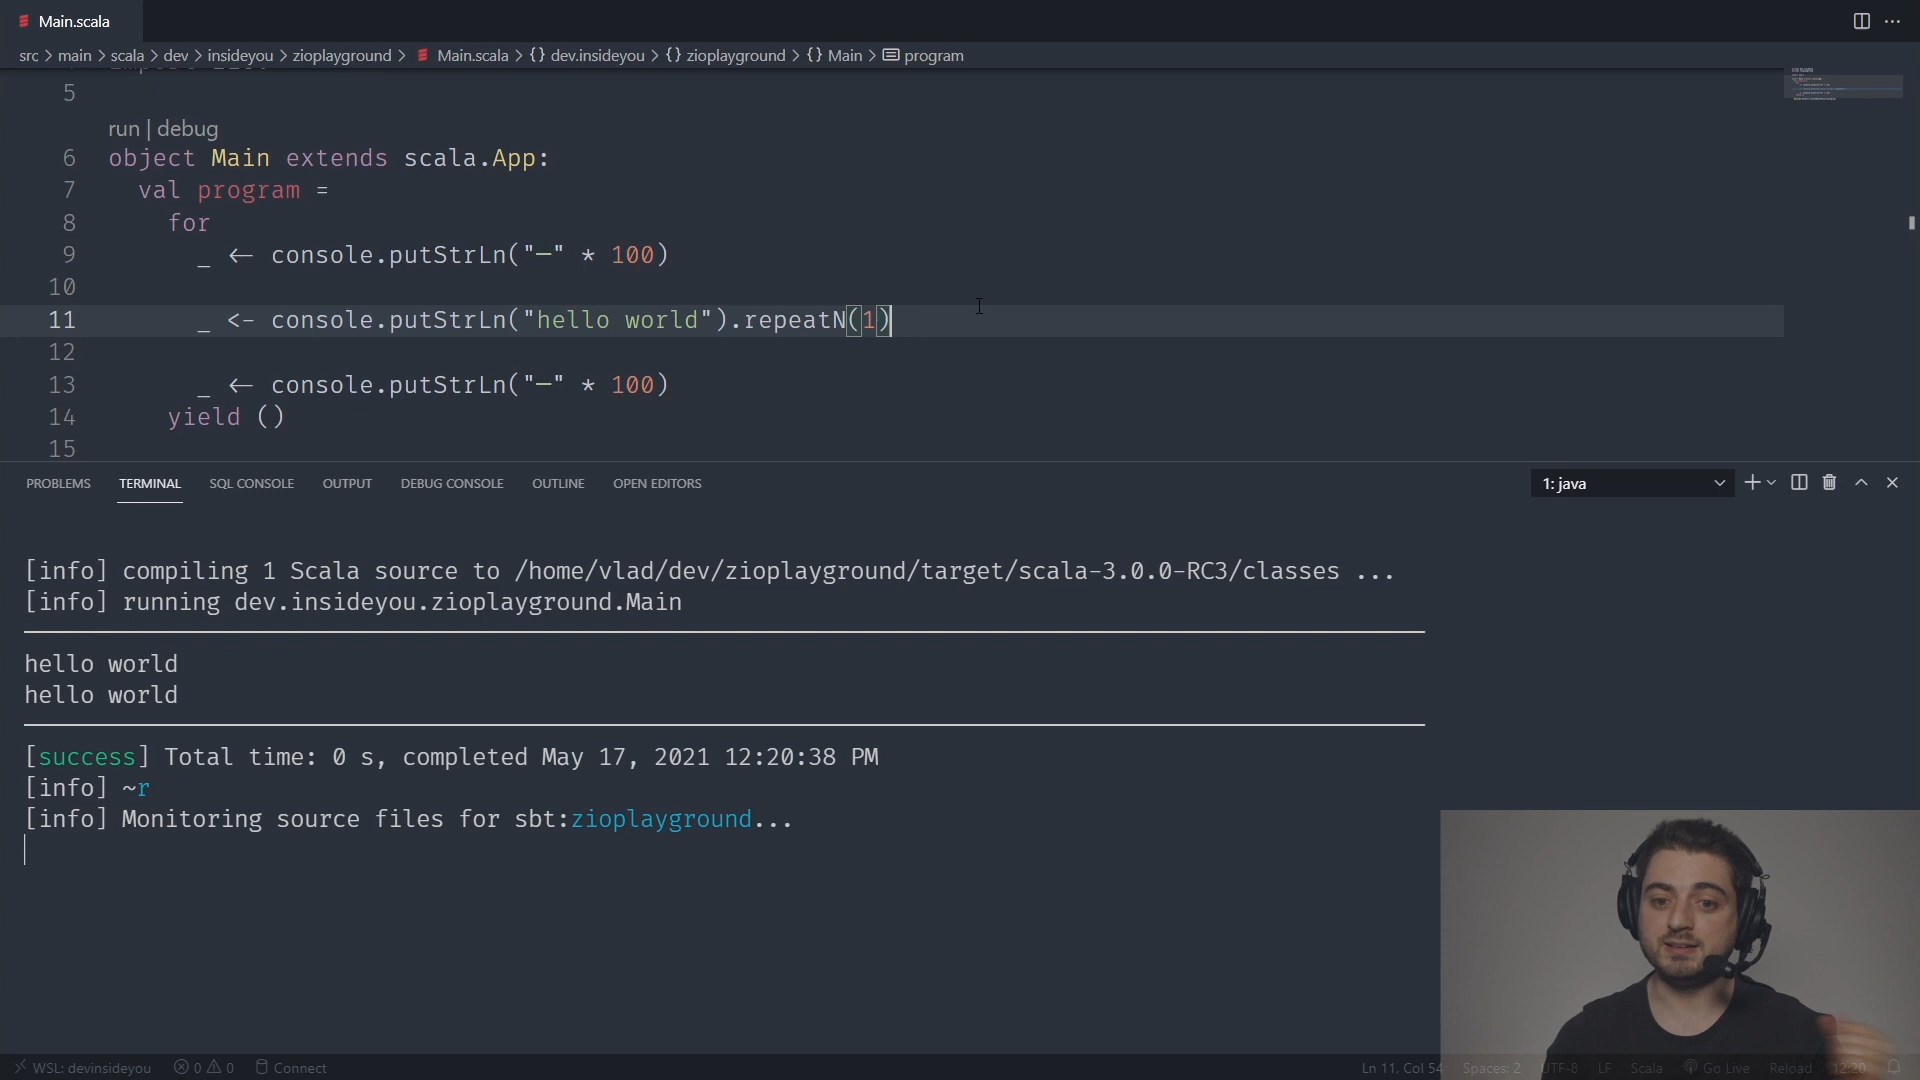 Main.scala
src > main > scala > dev > insideyou > zioplayground > Main.scala > {} dev.insideyou > {} zioplayground > {} Main > program
5
run | debug
6 object Main extends scala.App:
7 val program =
8 for
9 _ ← console.putStrLn("─" * 100)
10
11 _ <- console.putStrLn("hello world").repeatN(1)
12
13 _ ← console.putStrLn("─" * 100)
14 yield ()
15
PROBLEMS TERMINAL SQL CONSOLE OUTPUT DEBUG CONSOLE OUTLINE OPEN EDITORS 1: java
[info] compiling 1 Scala source to /home/vlad/dev/zioplayground/target/scala-3.0.0-RC3/classes ...
[info] running dev.insideyou.zioplayground.Main
hello world
hello world
[success] Total time: 0 s, completed May 17, 2021 12:20:38 PM
[info] ~r
[info] Monitoring source files for sbt:zioplayground...
WSL: devinsideyou 0 0 Connect Ln 11, Col 54 Spaces: 2 UTF-8 LF Scala Go Live Reload 12:20